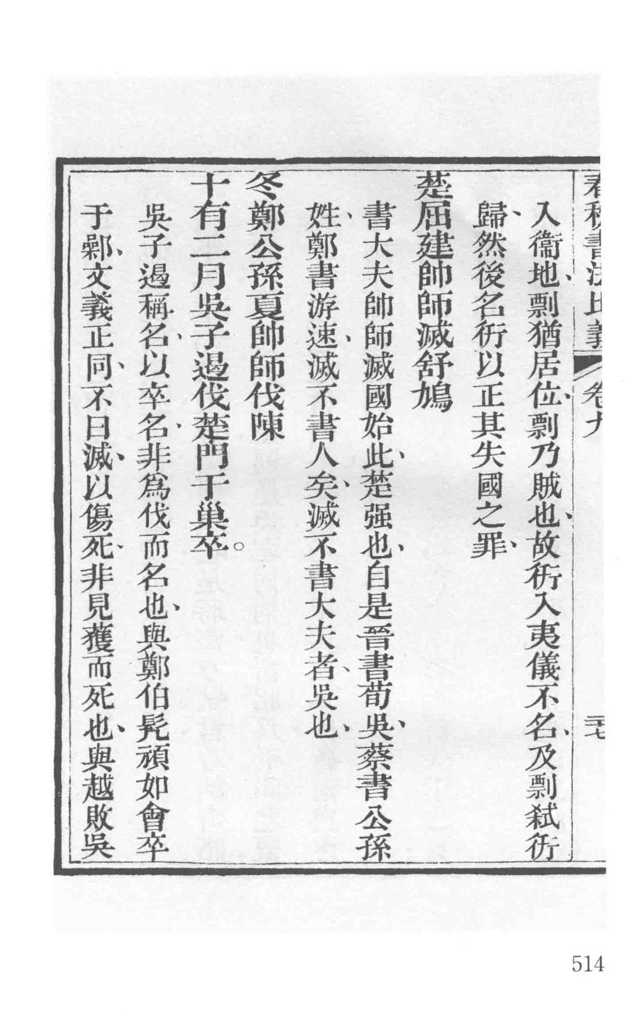 春秋書法比義 卷九 三七
入衞地剽猶居位剽乃賊也故衎入夷儀不名及剽弒衎
歸然後名衎以正其失國之罪
楚屈建帥師滅舒鳩
書大夫帥師滅國始此楚强也自是晉書荀吳蔡書公孫
姓鄭書游速滅不書人矣滅不書大夫者吳也
冬鄭公孫夏帥師伐陳
十有二月吳子遏伐楚門于巢卒。
吳子遏稱名以卒名非爲伐而名也與鄭伯髡頑如會卒
于鄵文義正同不曰滅以傷死非見獲而死也與越敗吳
514